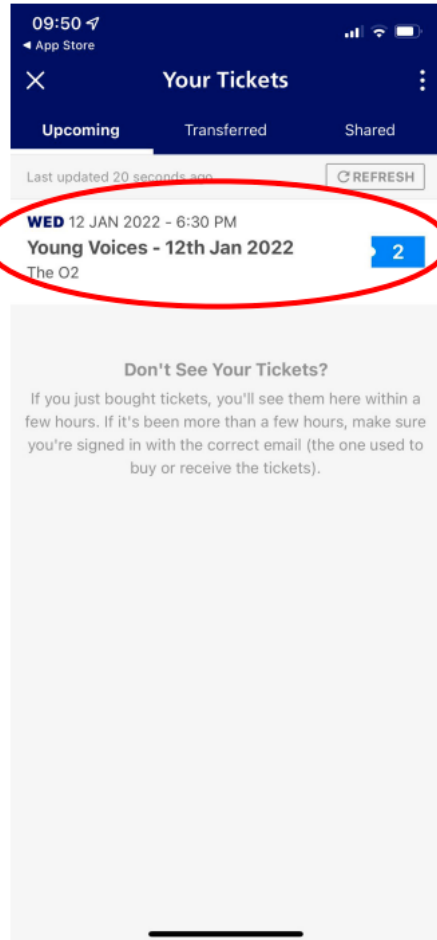 09:50
◀ App Store
Your Tickets
Upcoming Transferred Shared
Last updated 20 seconds ago REFRESH
WED 12 JAN 2022 - 6:30 PM
Young Voices - 12th Jan 2022
2
The O2
Don't See Your Tickets?
If you just bought tickets, you'll see them here within a
few hours. If it's been more than a few hours, make sure
you're signed in with the correct email (the one used to
buy or receive the tickets).